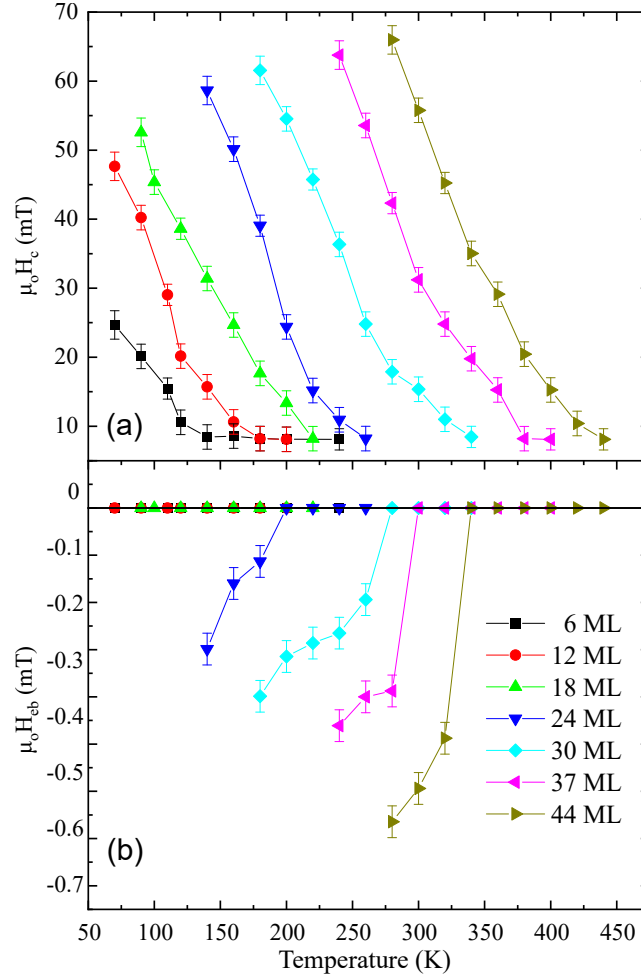 70
60
50
40
30
20
10
μ₀H_c (mT)
(a)
0
-0.1
-0.2
-0.3
-0.4
-0.5
-0.6
-0.7
μ₀H_eb (mT)
6 ML
12 ML
18 ML
24 ML
30 ML
37 ML
44 ML
(b)
50 100 150 200 250 300 350 400 450
Temperature (K)